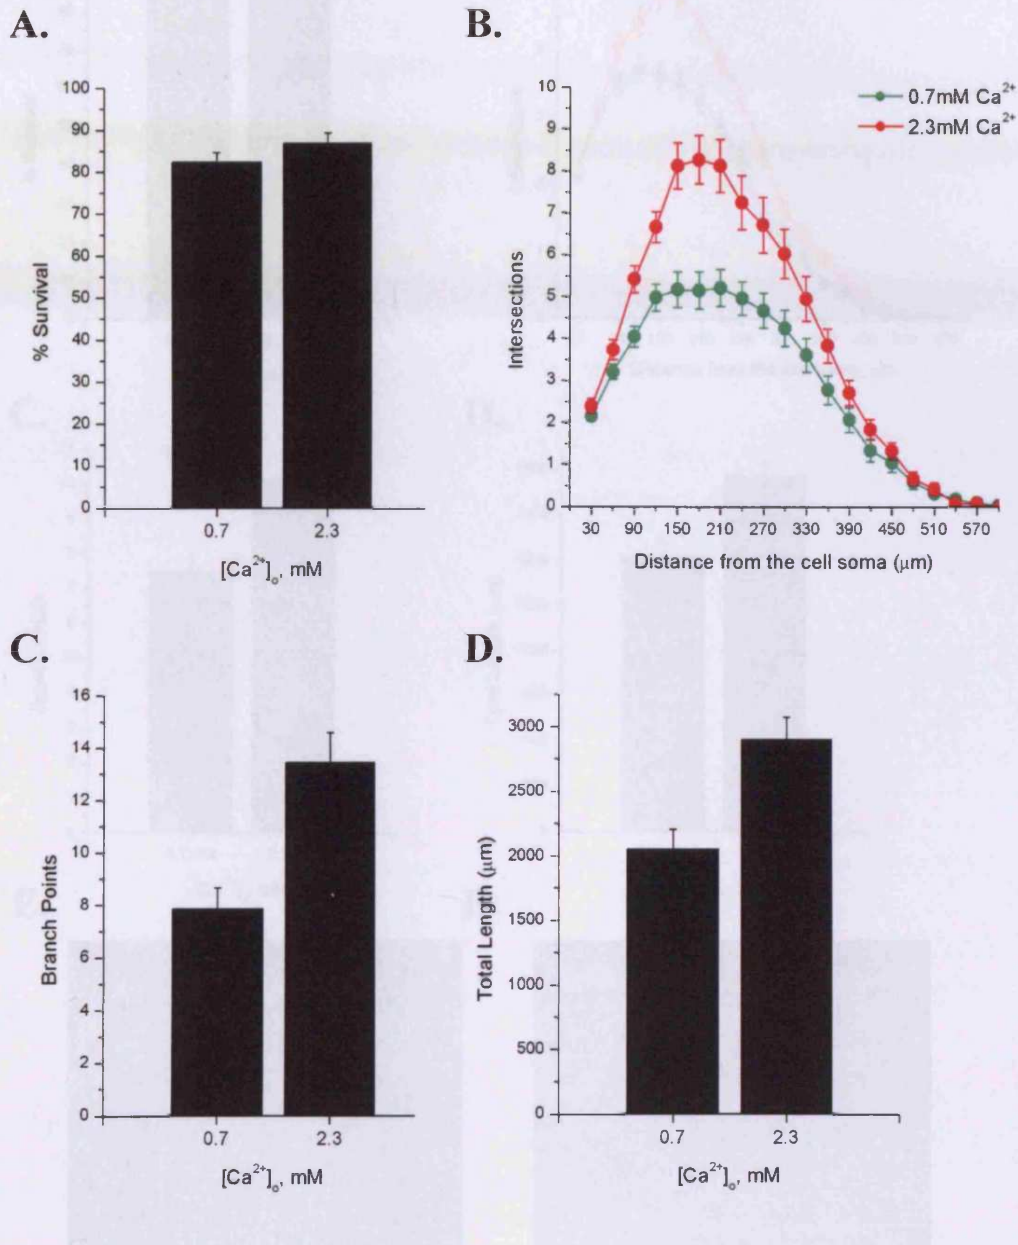 A.
% Survival
100
90
80
70
60
50
40
30
20
10
0
0.7 2.3
[Ca²⁺]ₒ, mM
B.
Intersections
10
9
8
7
6
5
4
3
2
1
0
0.7mM Ca²⁺
2.3mM Ca²⁺
30 90 150 210 270 330 390 450 510 570
Distance from the cell soma (μm)
C.
Branch Points
16
14
12
10
8
6
4
2
0
0.7 2.3
[Ca²⁺]ₒ, mM
D.
Total Length (μm)
3000
2500
2000
1500
1000
500
0
0.7 2.3
[Ca²⁺]ₒ, mM